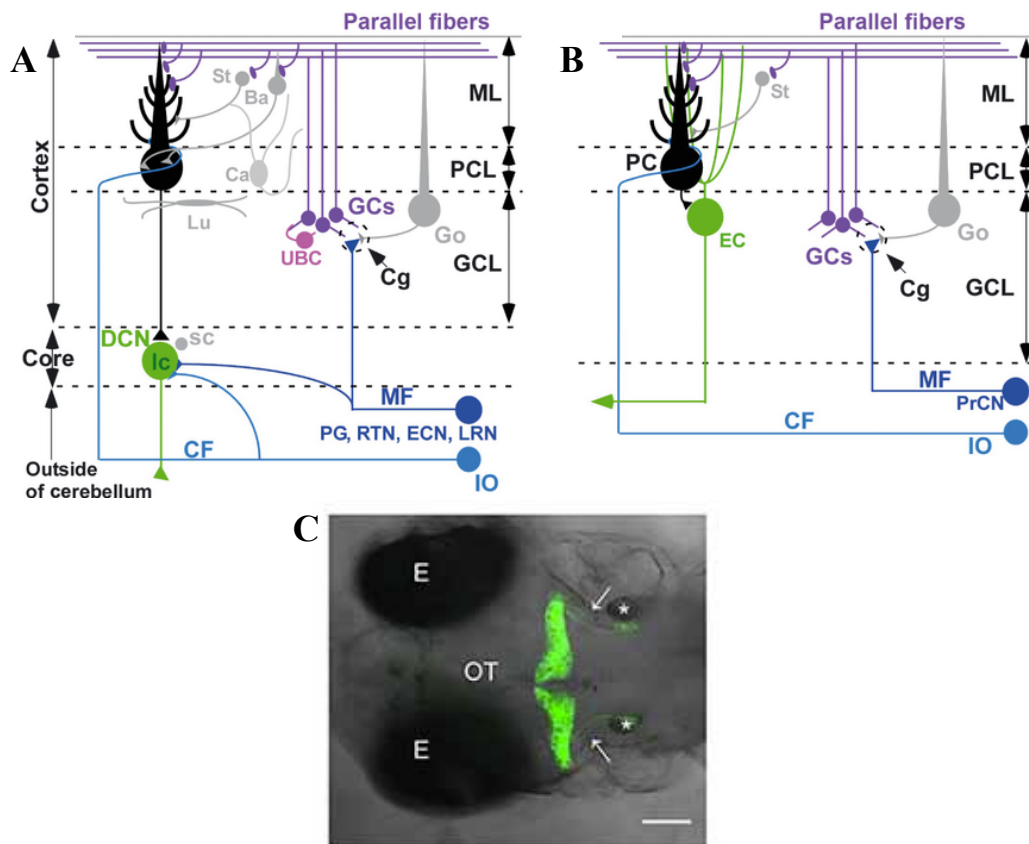 A
Parallel fibers
St
Ba
ML
Cortex
PCL
Ca
Lu
GCs
Go
UBC
Cg
GCL
DCN
sc
Core
Ic
MF
PG, RTN, ECN, LRN
CF
Outside
of cerebellum
IO
B
Parallel fibers
St
ML
PC
PCL
EC
GCs
Go
Cg
GCL
MF
PrCN
CF
IO
C
E
OT
E